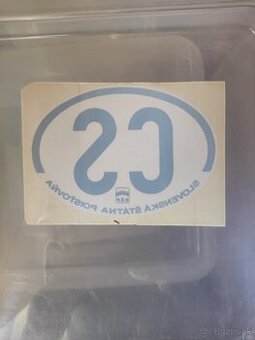 CS
SLOVENSKÁ ŠTÁTNA POISŤOVŇA
© Bazos.sk